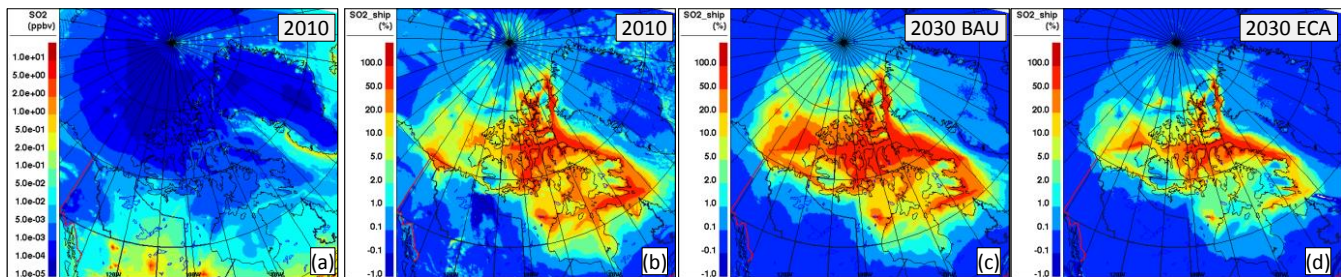 SO2
(ppbv)
2010
1.0e+01
5.0e+00
2.0e+00
1.0e+00
5.0e-01
2.0e-01
1.0e-01
5.0e-02
2.0e-02
1.0e-02
5.0e-03
1.0e-03
1.0e-04
1.0e-05
120W
(a)
SO2_ship
(%)
2010
100.0
50.0
20.0
10.0
5.0
2.0
1.0
0.1
-0.1
-1.0
(b)
SO2_ship
(%)
2030 BAU
100.0
50.0
20.0
10.0
5.0
2.0
1.0
0.1
-0.1
-1.0
(c)
SO2_ship
(%)
2030 ECA
100.0
50.0
20.0
10.0
5.0
2.0
1.0
0.1
-0.1
-1.0
(d)